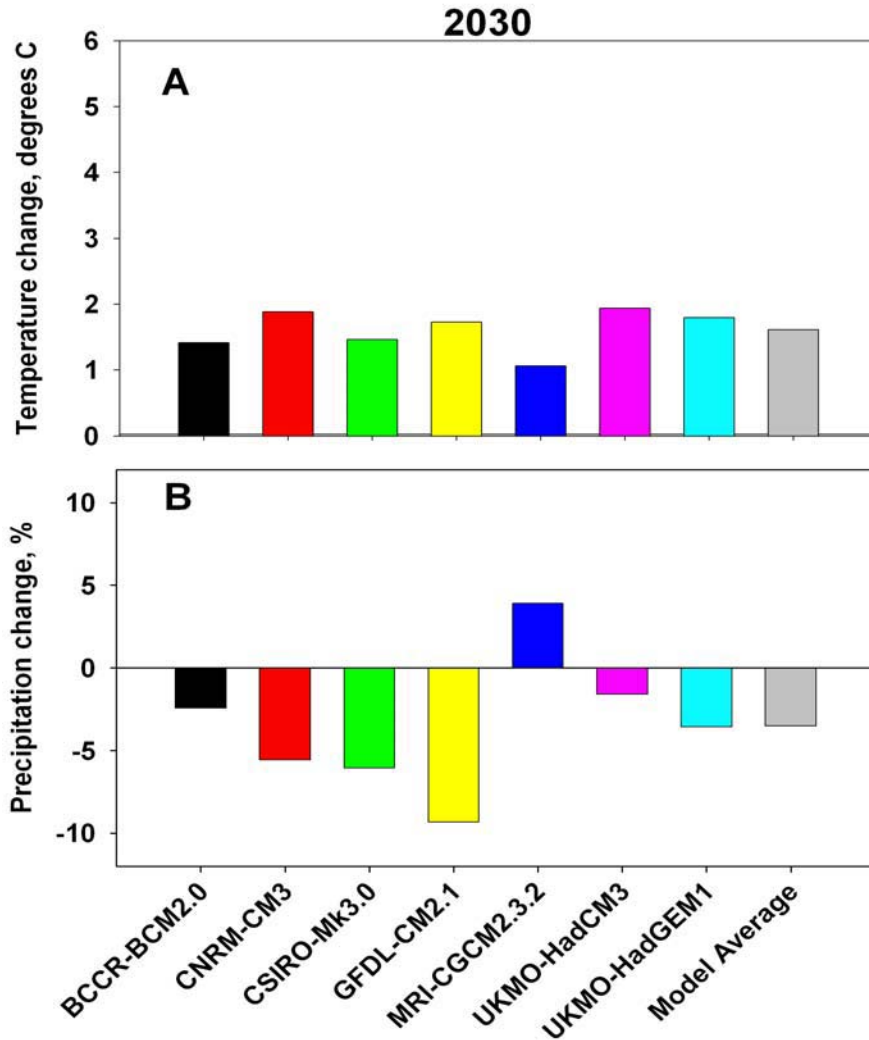 2030
A
Temperature change, degrees C
6
5
4
3
2
1
0
B
Precipitation change, %
10
5
0
-5
-10
BCCR-BCM2.0
CNRM-CM3
CSIRO-Mk3.0
GFDL-CM2.1
MRI-CGCM2.3.2
UKMO-HadCM3
UKMO-HadGEM1
Model Average